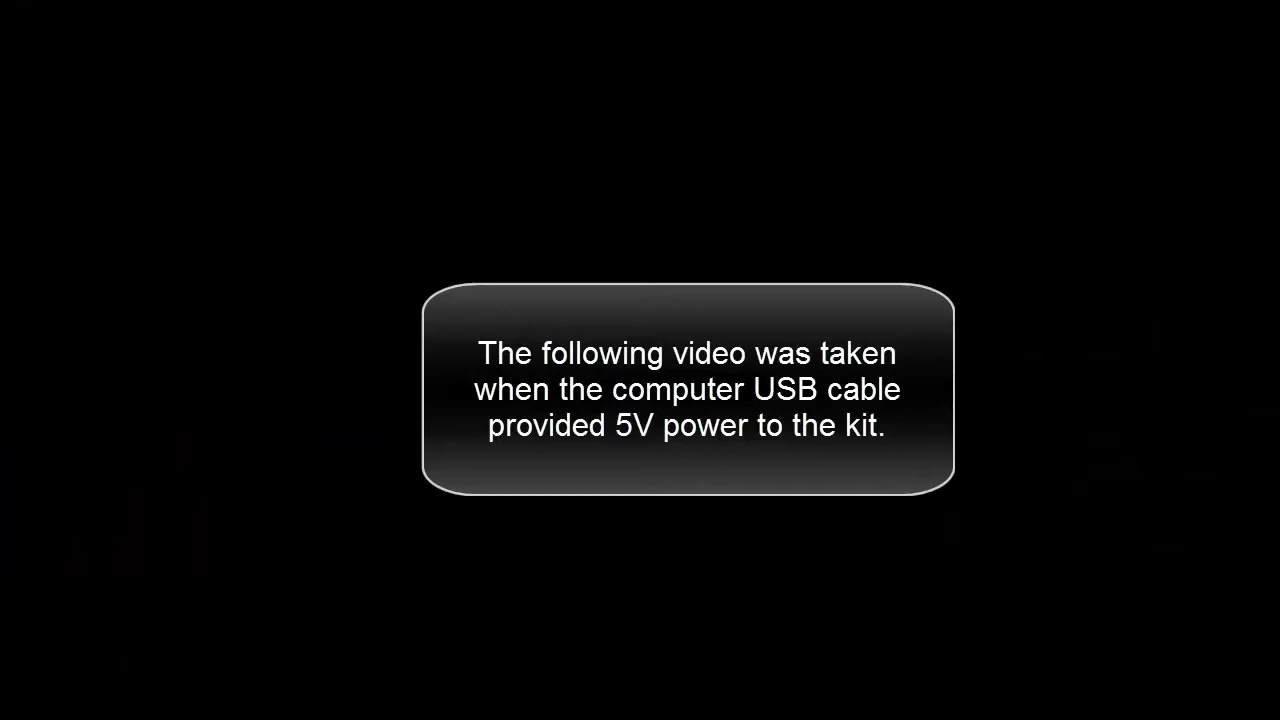 The following video was taken
when the computer USB cable
provided 5V power to the kit.